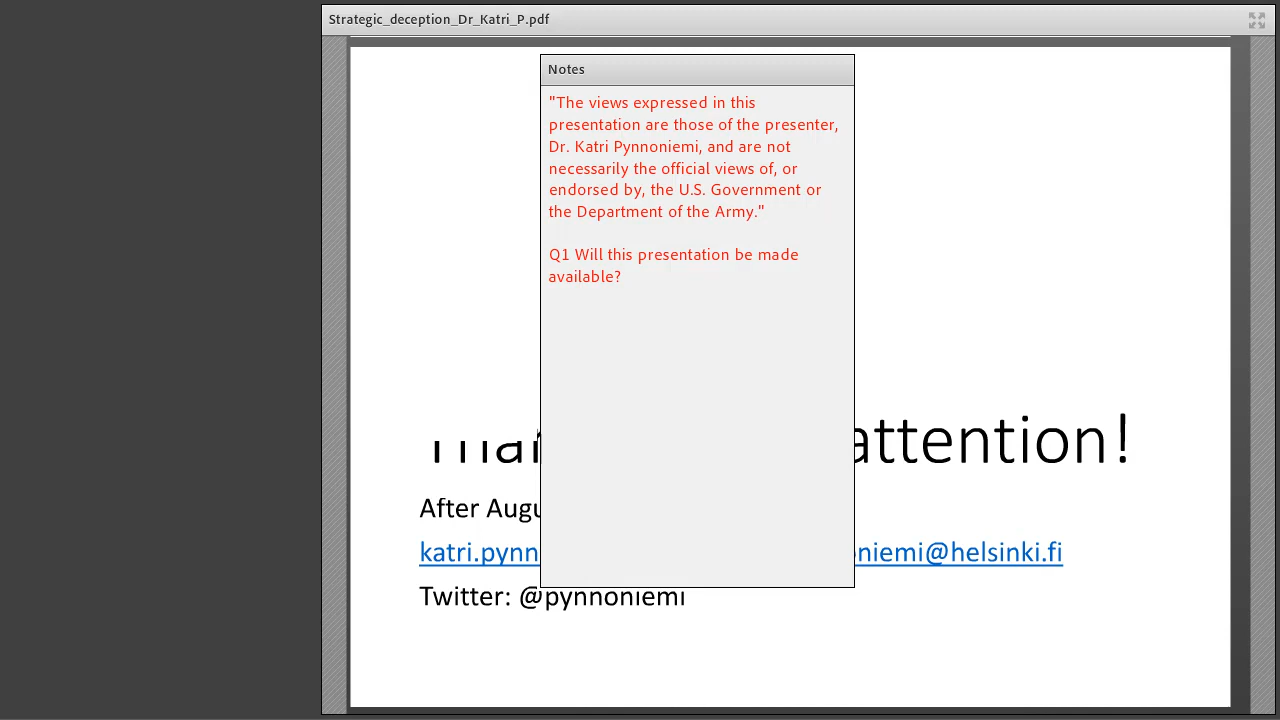 Strategic_deception_Dr_Katri_P.pdf
Notes
"The views expressed in this
presentation are those of the presenter,
Dr. Katri Pynnoniemi, and are not
necessarily the official views of, or
endorsed by, the U.S. Government or
the Department of the Army."
Q1 Will this presentation be made
available?
attention!
After
katri.pynn niemi@helsinki.fi
Twitter: @pynnoniemi